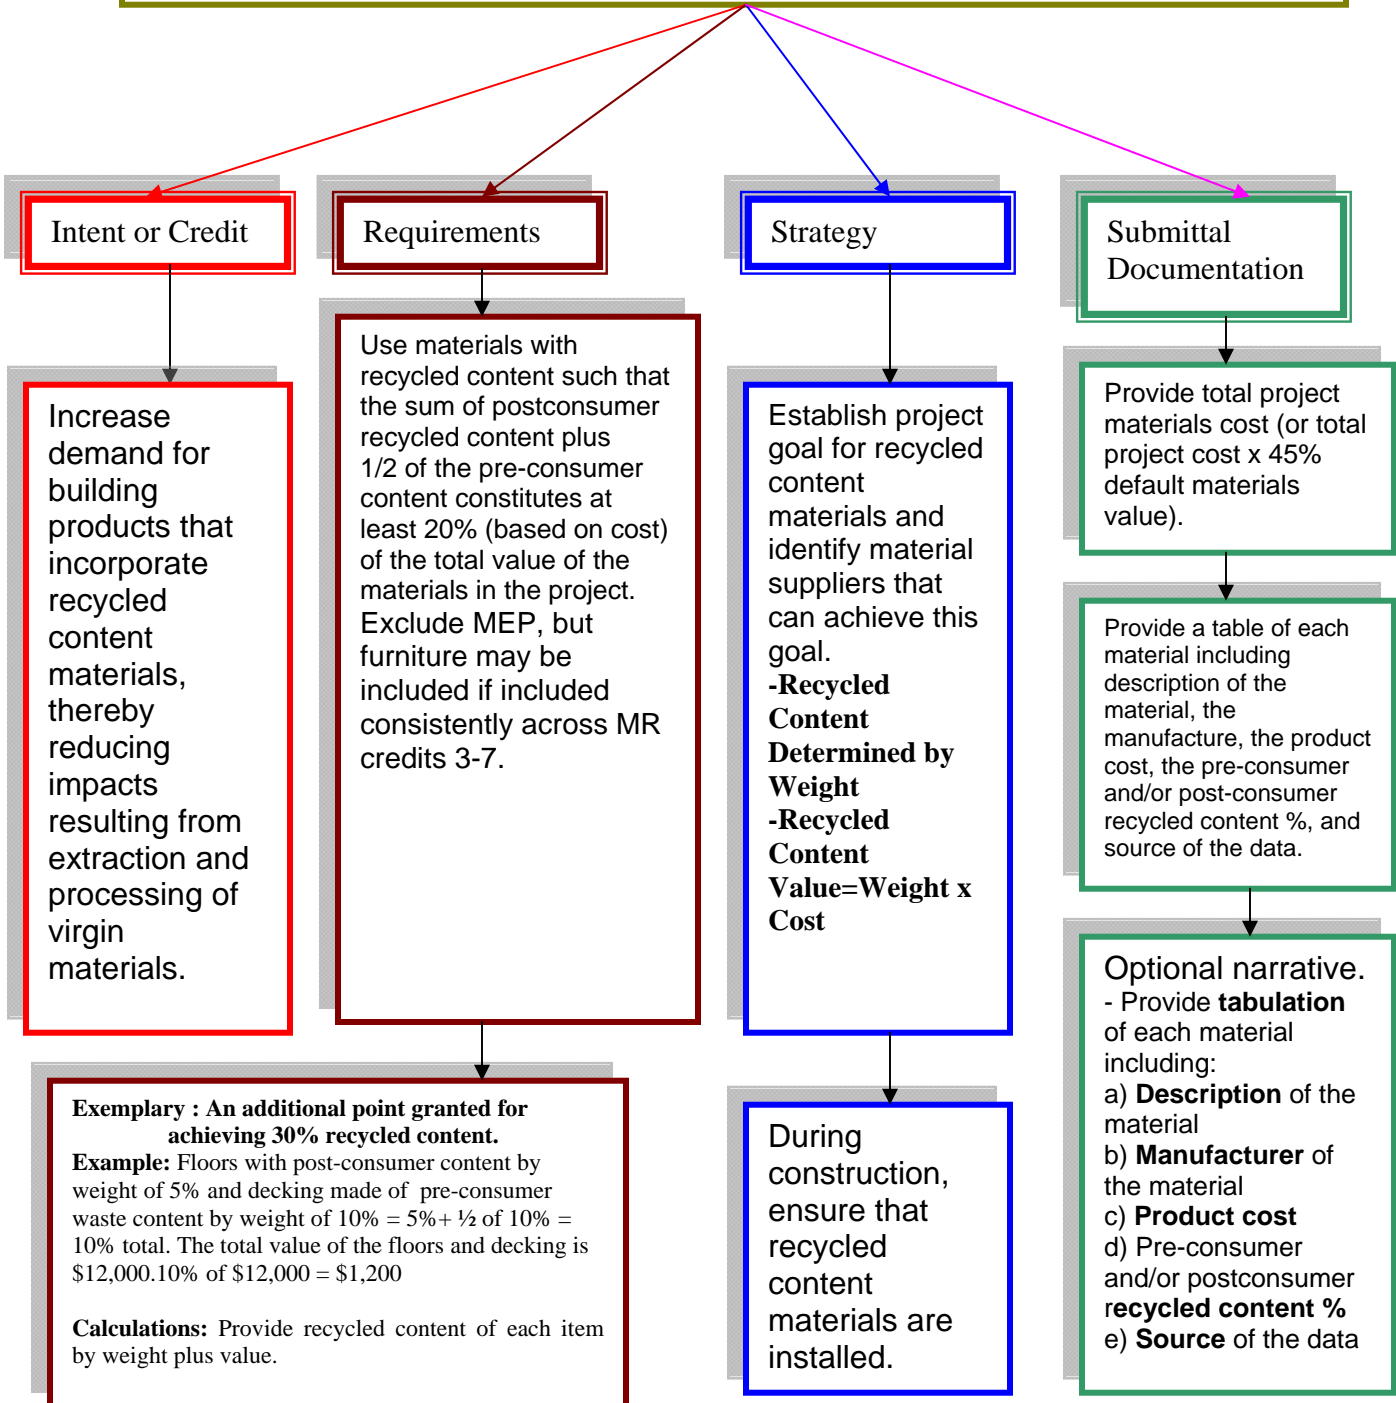 Intent or Credit
Requirements
Strategy
Submittal
Documentation
Increase
demand for
building
products that
incorporate
recycled
content
materials,
thereby
reducing
impacts
resulting from
extraction and
processing of
virgin
materials.
Use materials with
recycled content such that
the sum of postconsumer
recycled content plus
1/2 of the pre-consumer
content constitutes at
least 20% (based on cost)
of the total value of the
materials in the project.
Exclude MEP, but
furniture may be
included if included
consistently across MR
credits 3-7.
Exemplary : An additional point granted for
achieving 30% recycled content.
Example: Floors with post-consumer content by
weight of 5% and decking made of pre-consumer
waste content by weight of 10% = 5%+ ½ of 10% =
10% total. The total value of the floors and decking is
$12,000.10% of $12,000 = $1,200
Calculations: Provide recycled content of each item
by weight plus value.
Establish project
goal for recycled
content
materials and
identify material
suppliers that
can achieve this
goal.
-Recycled
Content
Determined by
Weight
-Recycled
Content
Value=Weight x
Cost
During
construction,
ensure that
recycled
content
materials are
installed.
Provide total project
materials cost (or total
project cost x 45%
default materials
value).
Provide a table of each
material including
description of the
material, the
manufacture, the product
cost, the pre-consumer
and/or post-consumer
recycled content %, and
source of the data.
Optional narrative.
- Provide tabulation
of each material
including:
a) Description of the
material
b) Manufacturer of
the material
c) Product cost
d) Pre-consumer
and/or postconsumer
recycled content %
e) Source of the data